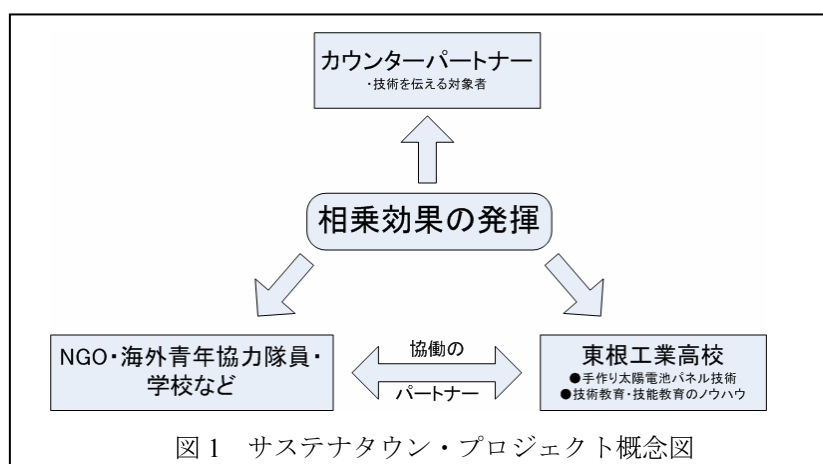 カウンターパートナー
・技術を伝える対象者
相乗効果の発揮
NGO・海外青年協力隊員・
学校など
協働の
パートナー
東根工業高校
●手作り太陽電池パネル技術
●技術教育・技能教育のノウハウ
図1 サステナタウン・プロジェクト概念図